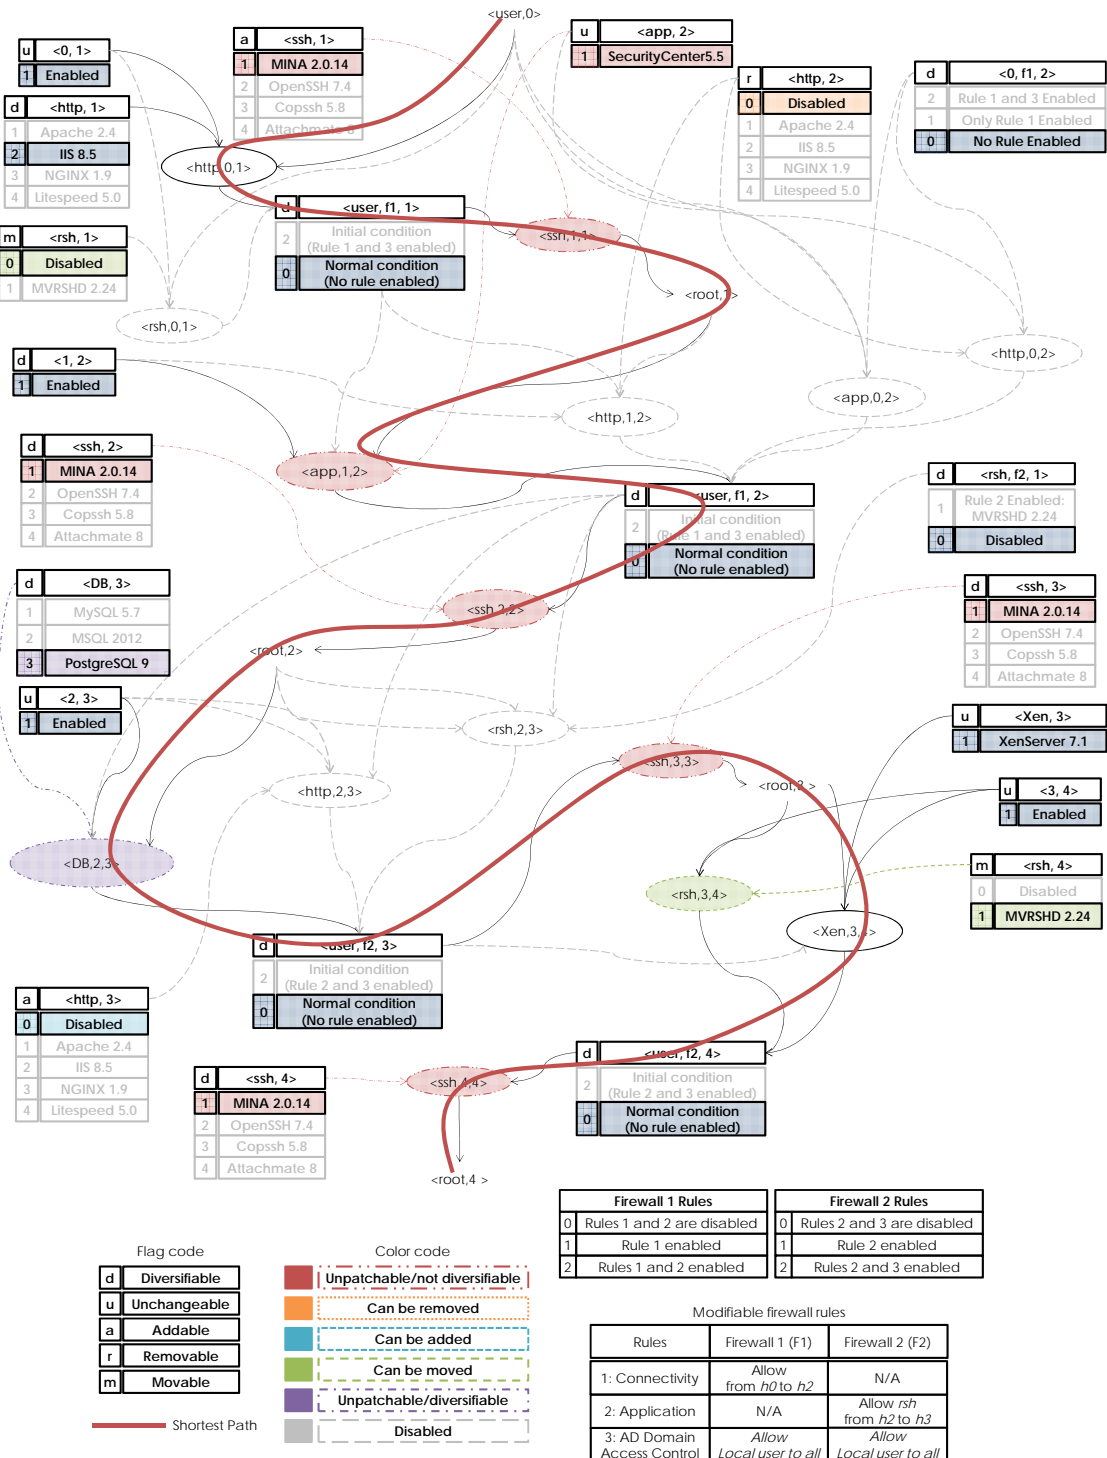 <user,0>
u <0, 1>
1 Enabled
a <ssh, 1>
1 MINA 2.0.14
2 OpenSSH 7.4
3 Copssh 5.8
4 Attachmate 8
u <app, 2>
1 SecurityCenter5.5
r <http, 2>
0 Disabled
1 Apache 2.4
2 IIS 8.5
3 NGINX 1.9
4 Litespeed 5.0
d <0, f1, 2>
2 Rule 1 and 3 Enabled
1 Only Rule 1 Enabled
0 No Rule Enabled
d <http, 1>
1 Apache 2.4
2 IIS 8.5
3 NGINX 1.9
4 Litespeed 5.0
<http,0,1>
d <user, f1, 1>
2 Initial condition
(Rule 1 and 3 enabled)
0 Normal condition
(No rule enabled)
<ssh,1,1>
m <rsh, 1>
0 Disabled
1 MVRSHD 2.24
<root,1>
<rsh,0,1>
<http,0,2>
d <1, 2>
1 Enabled
<app,0,2>
<http,1,2>
d <ssh, 2>
1 MINA 2.0.14
2 OpenSSH 7.4
3 Copssh 5.8
4 Attachmate 8
<app,1,2>
d <user, f1, 2>
2 Initial condition
(Rule 1 and 3 enabled)
0 Normal condition
(No rule enabled)
d <rsh, f2, 1>
1 Rule 2 Enabled:
MVRSHD 2.24
0 Disabled
d <DB, 3>
1 MySQL 5.7
2 MSQL 2012
3 PostgreSQL 9
<ssh,2,2>
d <ssh, 3>
1 MINA 2.0.14
2 OpenSSH 7.4
3 Copssh 5.8
4 Attachmate 8
<root,2>
u <2, 3>
1 Enabled
<rsh,2,3>
u <Xen, 3>
1 XenServer 7.1
<ssh,3,3>
<http,2,3>
<root,3 >
u <3, 4>
1 Enabled
<DB,2,3>
<rsh,3,4>
m <rsh, 4>
0 Disabled
1 MVRSHD 2.24
<Xen,3,4>
d <user, f2, 3>
2 Initial condition
(Rule 2 and 3 enabled)
0 Normal condition
(No rule enabled)
a <http, 3>
0 Disabled
1 Apache 2.4
2 IIS 8.5
3 NGINX 1.9
4 Litespeed 5.0
d <user, f2, 4>
2 Initial condition
(Rule 2 and 3 enabled)
0 Normal condition
(No rule enabled)
<ssh,4,4>
d <ssh, 4>
1 MINA 2.0.14
2 OpenSSH 7.4
3 Copssh 5.8
4 Attachmate 8
<root,4 >
Firewall 1 Rules
0 Rules 1 and 2 are disabled
1 Rule 1 enabled
2 Rules 1 and 2 enabled
Firewall 2 Rules
0 Rules 2 and 3 are disabled
1 Rule 2 enabled
2 Rules 2 and 3 enabled
Flag code
d Diversifiable
u Unchangeable
a Addable
r Removable
m Movable
Shortest Path
Color code
Unpatchable/not diversifiable
Can be removed
Can be added
Can be moved
Unpatchable/diversifiable
Disabled
Modifiable firewall rules
Rules Firewall 1 (F1) Firewall 2 (F2)
1: Connectivity Allow from h0 to h2 N/A
2: Application N/A Allow rsh from h2 to h3
3: AD Domain Access Control Allow Local user to all Allow Local user to all